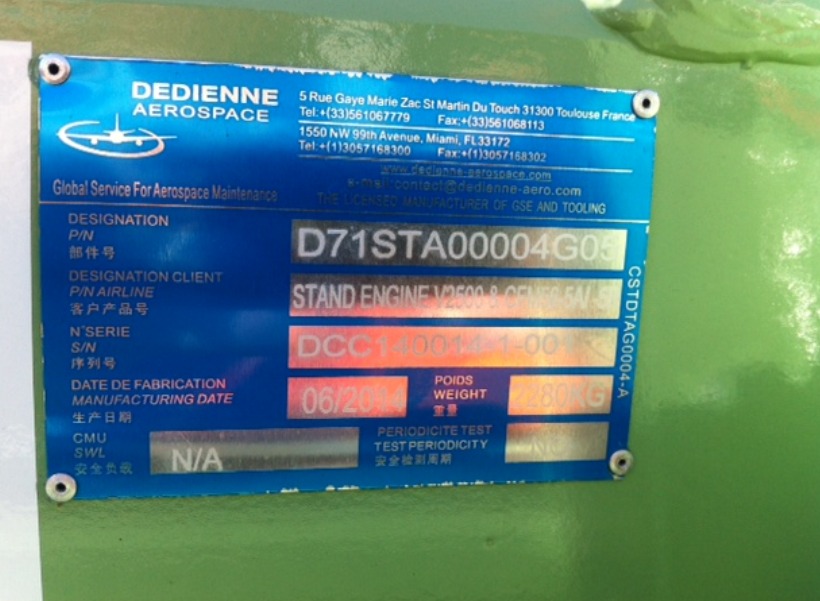 DEDIENNE
AEROSPACE
5 Rue Gaye Marie Zac St Martin Du Touch 31300 Toulouse France
Tel:+(33)561067779 Fax:+(33)561068113
1550 NW 99th Avenue, Miami, FL33172
Tel:+(1)3057168300 Fax:+(1)3057168302
www.dedienne-aerospace.com
e-mail:contact@dedienne-aero.com
Global Service For Aerospace Maintenance
THE LICENSED MANUFACTURER OF GSE AND TOOLING
DESIGNATION
P/N
部件号
D71STA00004G05
DESIGNATION CLIENT
P/N AIRLINE
客户产品号
STAND ENGINE V2500 &
N°SERIE
S/N
序列号
DCC140014-1-001
DATE DE FABRICATION
MANUFACTURING DATE
生产日期
POIDS
WEIGHT
重量
2280KG
CMU
SWL
安全负载
N/A
PERIODICITE TEST
TEST PERIODICITY
安全检测周期
CSTDTAG0004-A